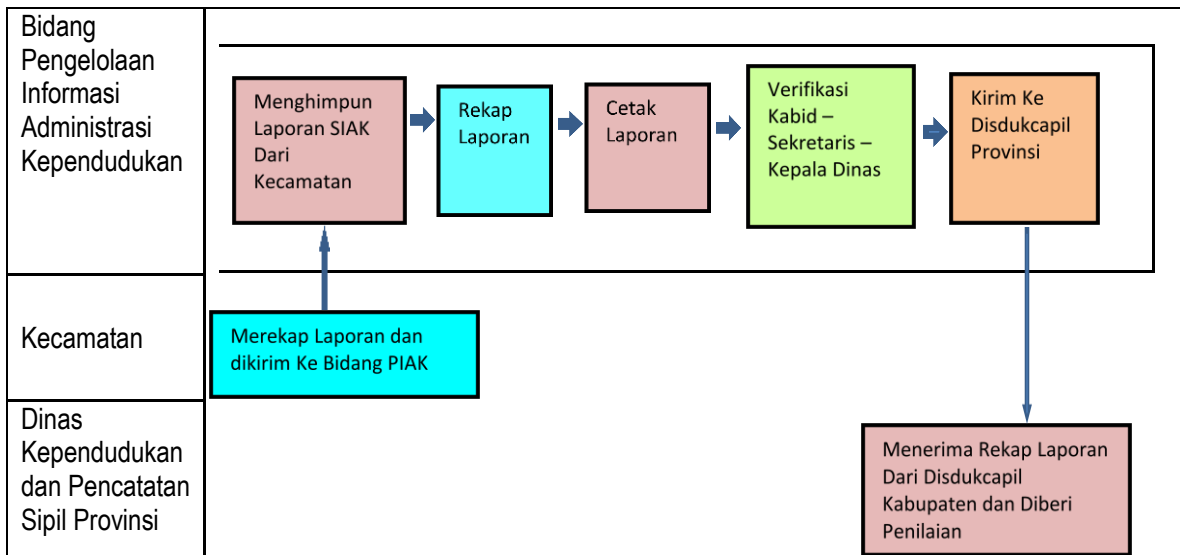 Bidang
Pengelolaan
Informasi
Administrasi
Kependudukan
Menghimpun
Laporan SIAK
Dari
Kecamatan
Rekap
Laporan
Cetak
Laporan
Verifikasi
Kabid –
Sekretaris –
Kepala Dinas
Kirim Ke
Disdukcapil
Provinsi
Kecamatan
Merekap Laporan dan
dikirim Ke Bidang PIAK
Dinas
Kependudukan
dan Pencatatan
Sipil Provinsi
Menerima Rekap Laporan
Dari Disdukcapil
Kabupaten dan Diberi
Penilaian